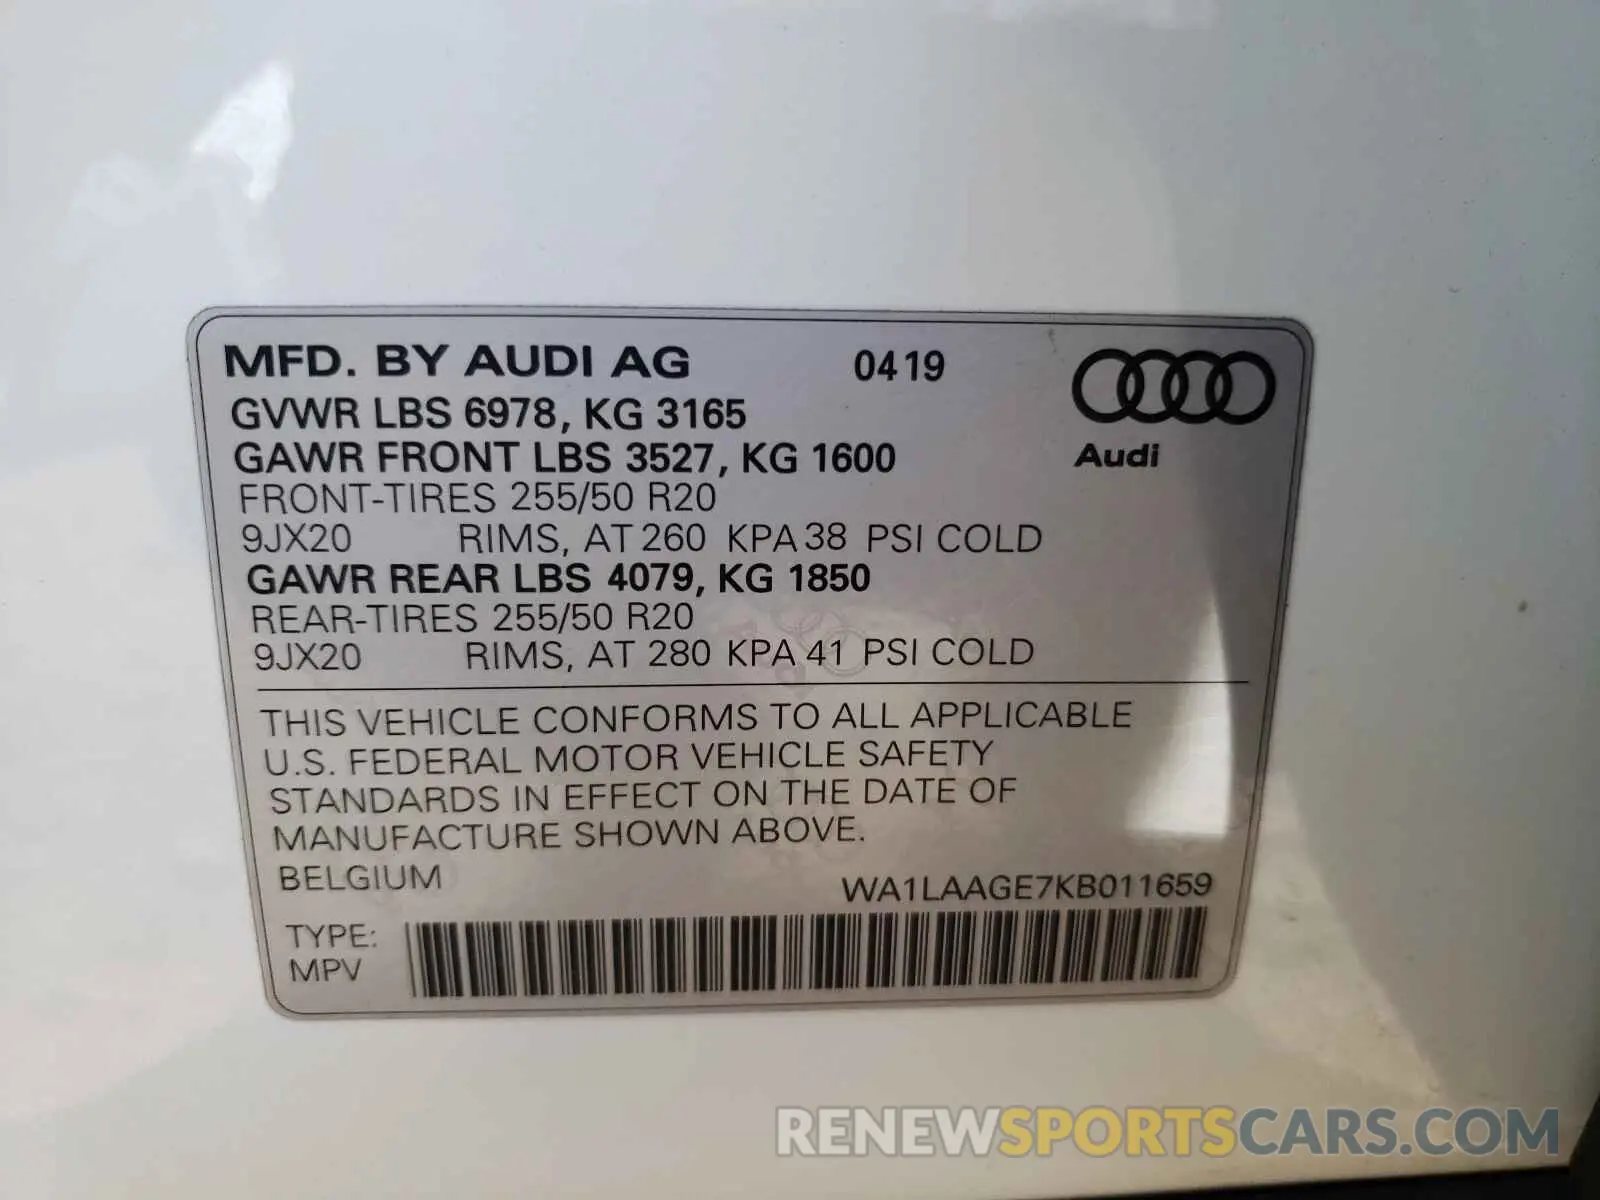 MFD. BY AUDI AG 0419
GVWR LBS 6978, KG 3165
GAWR FRONT LBS 3527, KG 1600
Audi
FRONT-TIRES 255/50 R20
9JX20 RIMS, AT 260 KPA 38 PSI COLD
GAWR REAR LBS 4079, KG 1850
REAR-TIRES 255/50 R20
9JX20 RIMS, AT 280 KPA 41 PSI COLD
THIS VEHICLE CONFORMS TO ALL APPLICABLE
U.S. FEDERAL MOTOR VEHICLE SAFETY
STANDARDS IN EFFECT ON THE DATE OF
MANUFACTURE SHOWN ABOVE.
BELGIUM
WA1LAAGE7KB011659
TYPE:
MPV
RENEWSPORTSCARS.COM